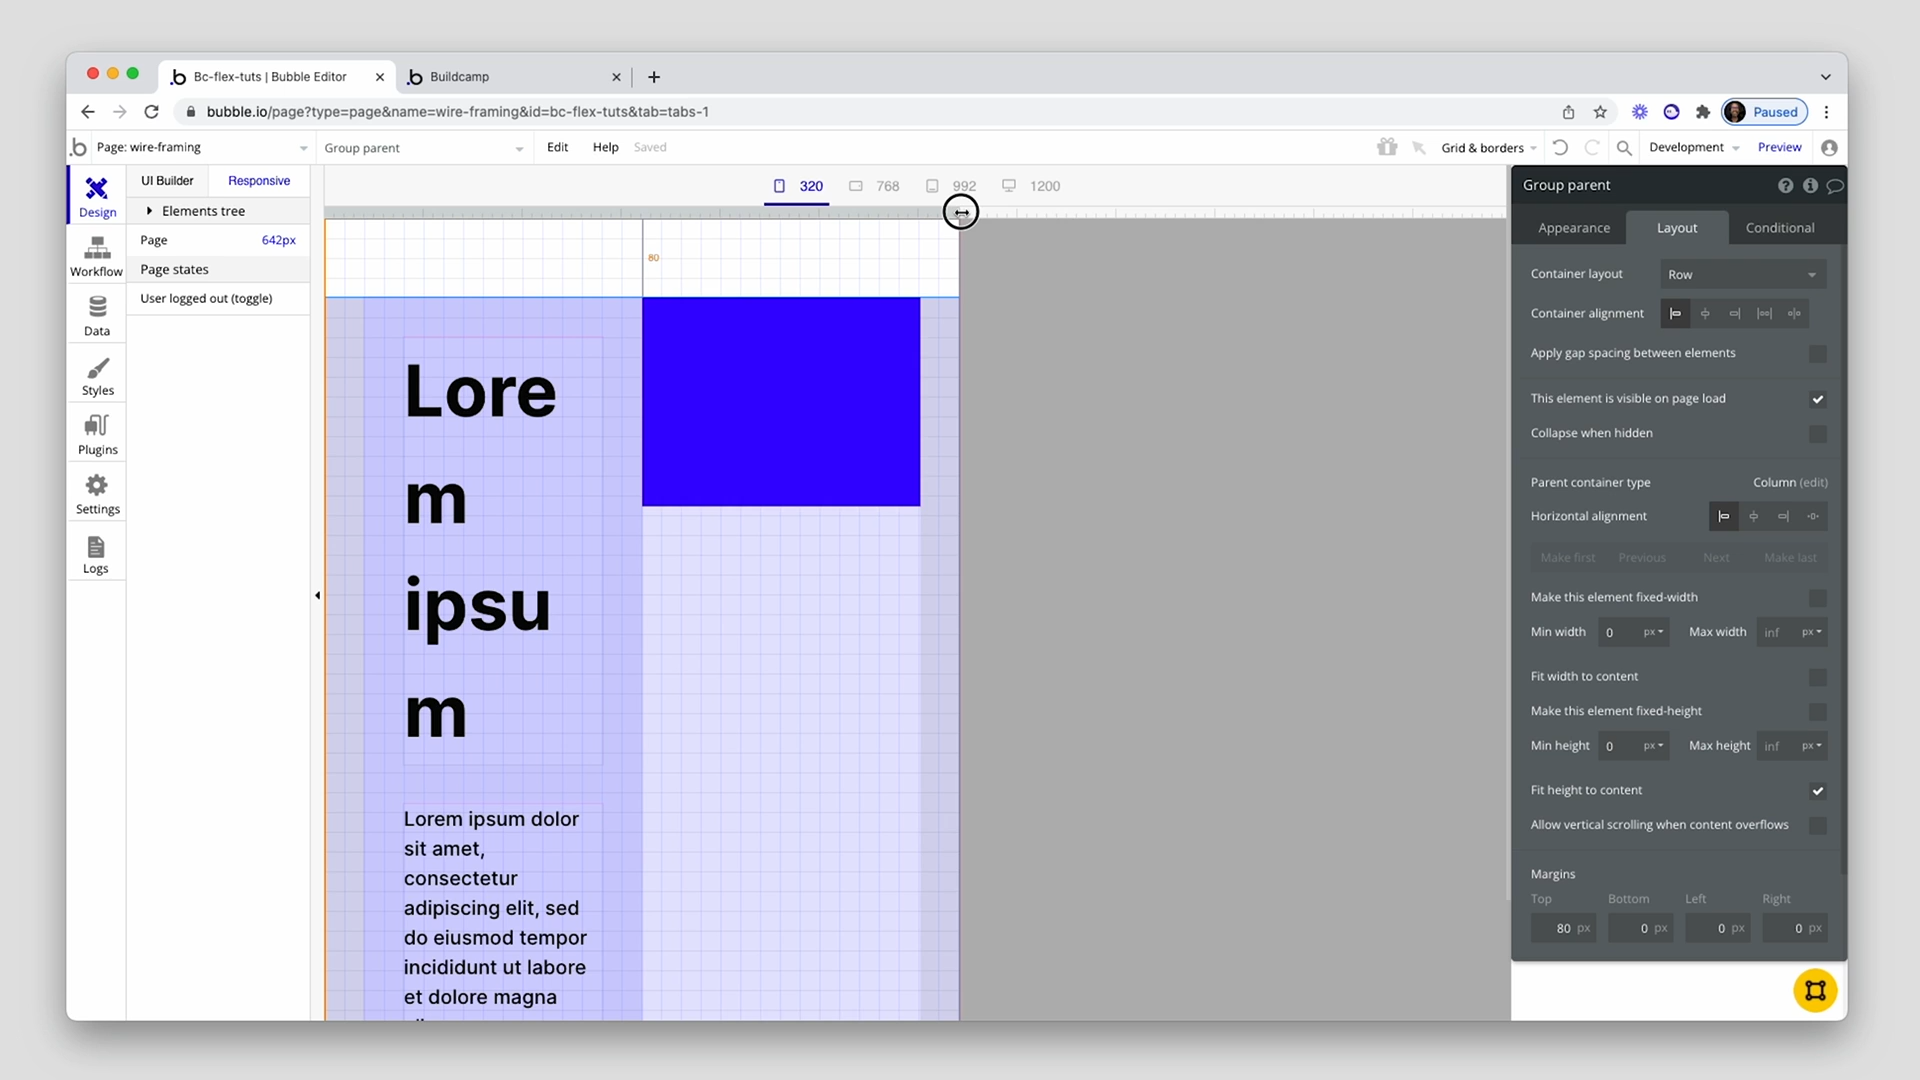 Bc-flex-tuts | Bubble Editor
Buildcamp
bubble.io/page?type=page&name=wire-framing&id=bc-flex-tuts&tab=tabs-1
Paused
Page: wire-framing
Group parent
Edit
Help
Saved
Grid & borders
Development
Preview
Design
Workflow
Data
Styles
Plugins
Settings
Logs
UI Builder
Responsive
Elements tree
Page
642px
Page states
User logged out (toggle)
320
768
992
1200
80
Lore
m
ipsu
m
Lorem ipsum dolor
sit amet,
consectetur
adipiscing elit, sed
do eiusmod tempor
incididunt ut labore
et dolore magna
Group parent
Appearance
Layout
Conditional
Container layout
Row
Container alignment
Apply gap spacing between elements
This element is visible on page load
Collapse when hidden
Parent container type
Column (edit)
Horizontal alignment
Make first
Previous
Next
Make last
Make this element fixed-width
Min width
0 px
Max width
inf px
Fit width to content
Make this element fixed-height
Min height
0 px
Max height
inf px
Fit height to content
Allow vertical scrolling when content overflows
Margins
Top
Bottom
Left
Right
80 px
0 px
0 px
0 px